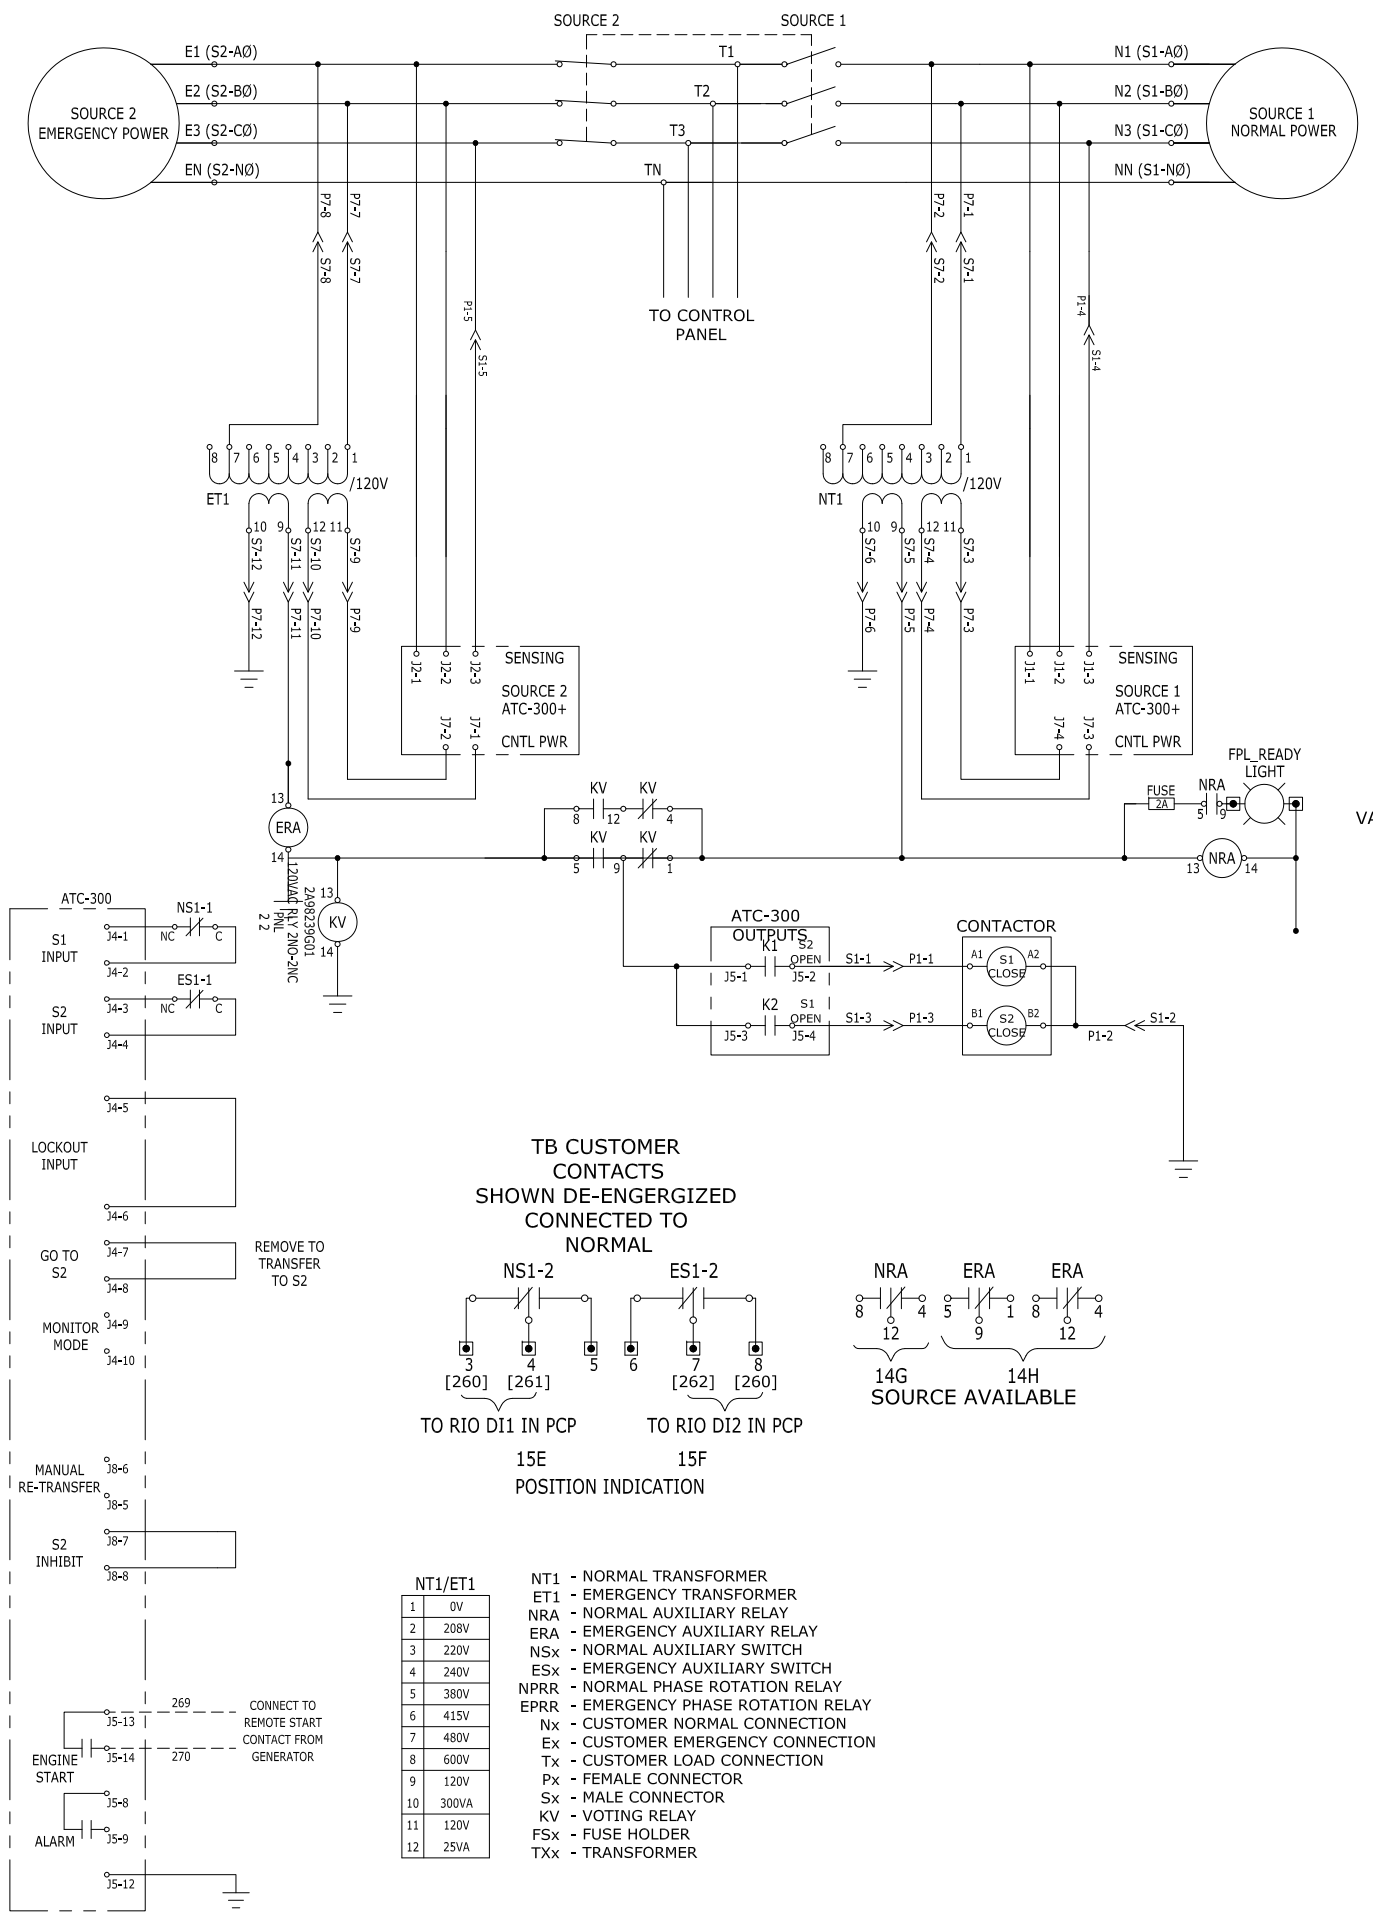 SOURCE 2
SOURCE 1
E1 (S2-AØ)
T1
N1 (S1-AØ)
E2 (S2-BØ)
T2
N2 (S1-BØ)
SOURCE 2
EMERGENCY POWER
SOURCE 1
NORMAL POWER
E3 (S2-CØ)
T3
N3 (S1-CØ)
EN (S2-NØ)
TN
NN (S1-NØ)
P7-8
P7-7
P7-2
P7-1
S7-8
S7-7
S7-2
S7-1
P1-5
P1-4
TO CONTROL
PANEL
S1-5
S1-4
8 7 6 5 4 3 2 1
8 7 6 5 4 3 2 1
ET1
/120V
NT1
/120V
10 9 12 11
10 9 12 11
S7-12
S7-11
S7-10
S7-9
S7-6
S7-5
S7-4
S7-3
P7-12
P7-11
P7-10
P7-9
P7-6
P7-5
P7-4
P7-3
J2-1
J2-2
J2-3
SENSING
SOURCE 2
ATC-300+
J7-2
J7-1
CNTL PWR
J1-1
J1-2
J1-3
SENSING
SOURCE 1
ATC-300+
J7-4
J7-3
CNTL PWR
FPL_READY
LIGHT
KV
KV
8
12
4
FUSE
2A
NRA
5
9
VA
13
ERA
14
KV
KV
5
9
1
13
NRA
14
120VAC RLY 2NO-2NC
2A98239G01
PNL
2 2
13
KV
14
ATC-300
NS1-1
S1
INPUT
J4-1
NC
C
J4-2
ES1-1
S2
INPUT
J4-3
NC
C
J4-4
ATC-300
OUTPUTS
K1
S2
OPEN
J5-1
J5-2
S1-1
P1-1
CONTACTOR
A1
S1
CLOSE
A2
K2
S1
OPEN
J5-3
J5-4
S1-3
P1-3
B1
S2
CLOSE
B2
P1-2
S1-2
J4-5
LOCKOUT
INPUT
J4-6
GO TO
S2
J4-7
J4-8
REMOVE TO
TRANSFER
TO S2
MONITOR
MODE
J4-9
J4-10
TB CUSTOMER
CONTACTS
SHOWN DE-ENGERGIZED
CONNECTED TO
NORMAL
NS1-2
ES1-2
3
4
5
6
7
8
[260]
[261]
[262]
[260]
TO RIO DI1 IN PCP
TO RIO DI2 IN PCP
15E
15F
POSITION INDICATION
NRA
ERA
ERA
8
4
5
1
8
4
12
9
12
14G
14H
SOURCE AVAILABLE
MANUAL
RE-TRANSFER
J8-6
J8-5
S2
INHIBIT
J8-7
J8-8
ENGINE
START
J5-13
J5-14
269
270
CONNECT TO
REMOTE START
CONTACT FROM
GENERATOR
ALARM
J5-8
J5-9
J5-12
NT1/ET1
1 0V
2 208V
3 220V
4 240V
5 380V
6 415V
7 480V
8 600V
9 120V
10 300VA
11 120V
12 25VA
NT1 - NORMAL TRANSFORMER
ET1 - EMERGENCY TRANSFORMER
NRA - NORMAL AUXILIARY RELAY
ERA - EMERGENCY AUXILIARY RELAY
NSx - NORMAL AUXILIARY SWITCH
ESx - EMERGENCY AUXILIARY SWITCH
NPRR - NORMAL PHASE ROTATION RELAY
EPRR - EMERGENCY PHASE ROTATION RELAY
Nx - CUSTOMER NORMAL CONNECTION
Ex - CUSTOMER EMERGENCY CONNECTION
Tx - CUSTOMER LOAD CONNECTION
Px - FEMALE CONNECTOR
Sx - MALE CONNECTOR
KV - VOTING RELAY
FSx - FUSE HOLDER
TXx - TRANSFORMER